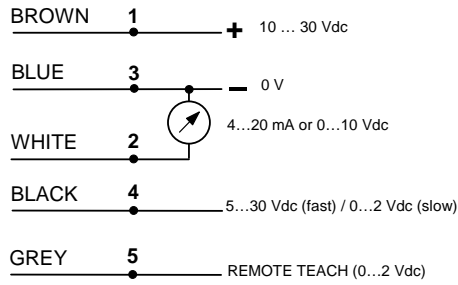 BROWN 1 + 10 … 30 Vdc
BLUE 3 – 0 V
4…20 mA or 0…10 Vdc
WHITE 2
BLACK 4 5…30 Vdc (fast) / 0…2 Vdc (slow)
GREY 5 REMOTE TEACH (0…2 Vdc)